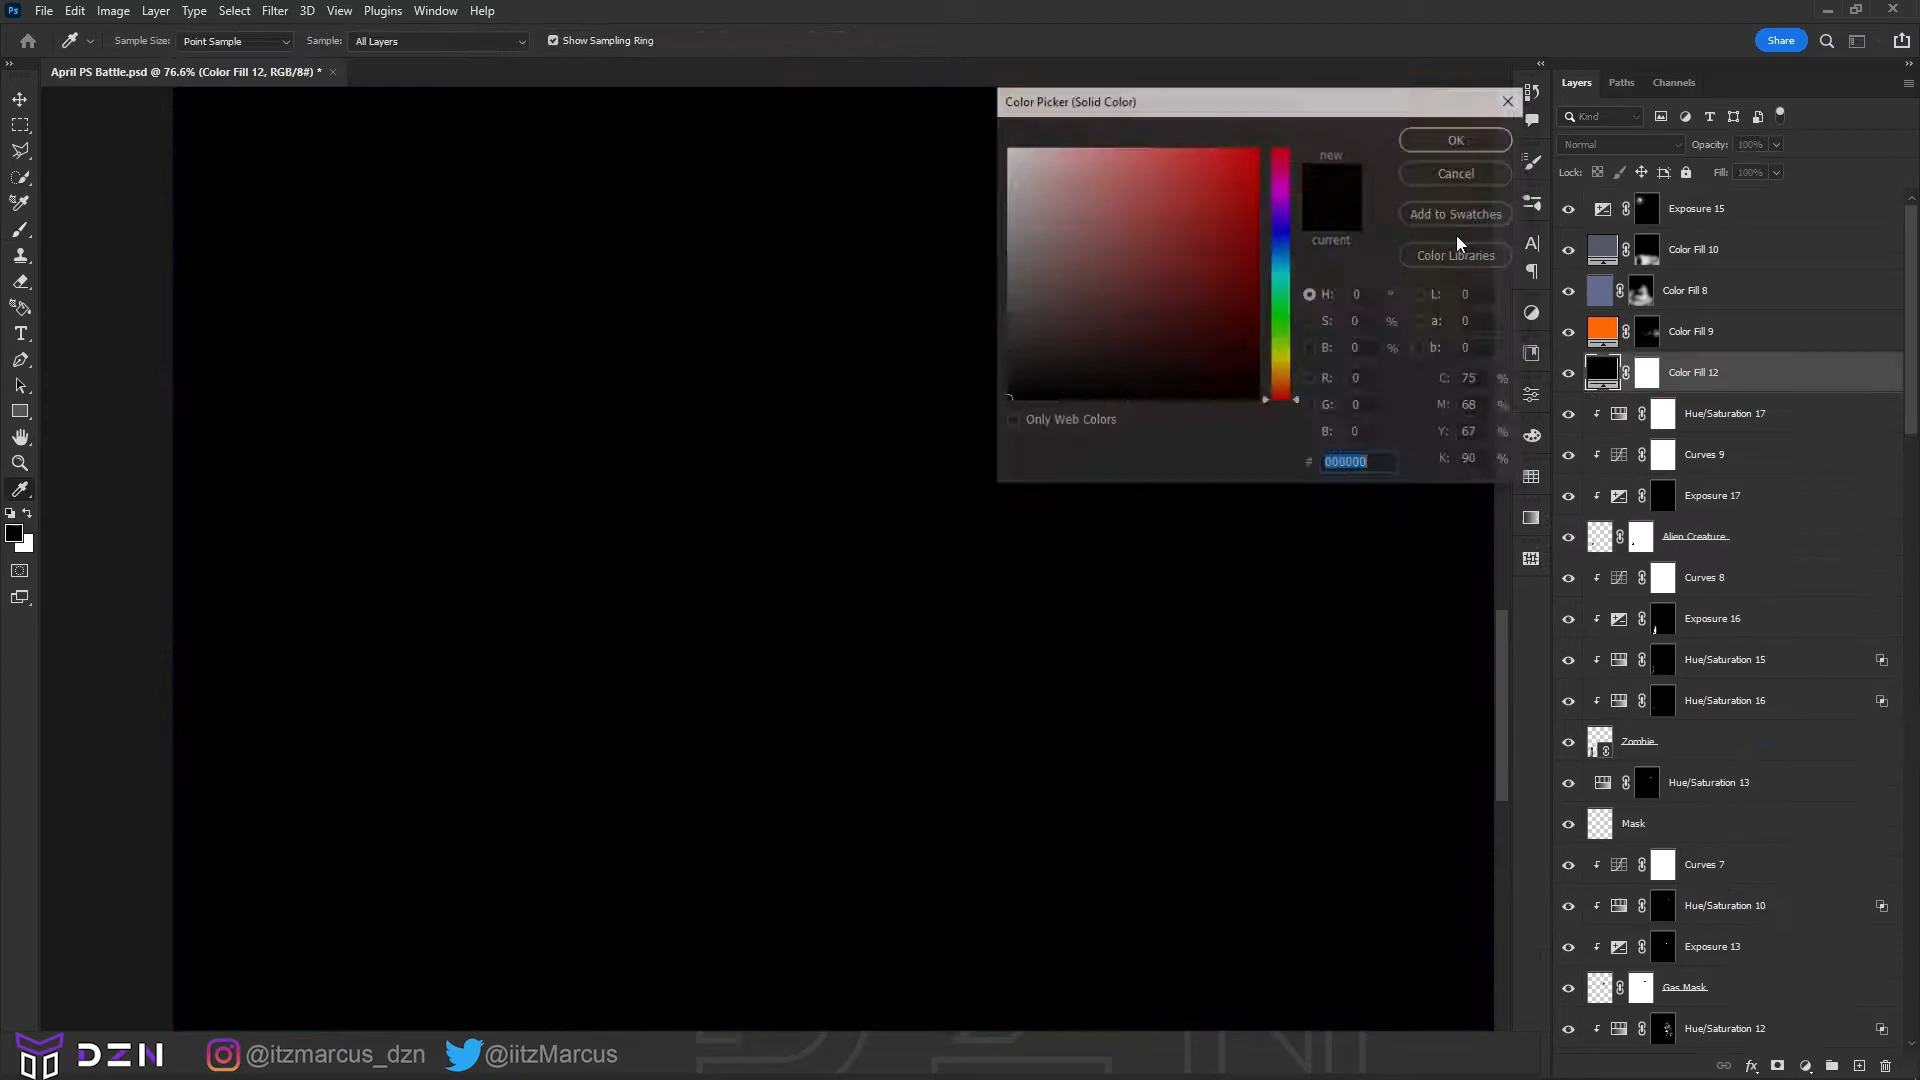 Ps File Edit Image Layer Type Select Filter 3D View Plugins Window Help
Sample Size: Point Sample Sample: All Layers Show Sampling Ring Share
April PS Battle.psd @ 76.6% (Color Fill 12, RGB/8#) * ×
Color Picker (Solid Color)
new
OK
Cancel
Add to Swatches
current
Color Libraries
H: 0 ° L: 0
S: 0 % a: 0
B: 0 % b: 0
R: 0 C: 75 %
G: 0 M: 68 %
B: 0 Y: 67 %
# 000000 K: 90 %
Only Web Colors
Layers Paths Channels
Kind
Normal Opacity: 100%
Lock: Fill: 100%
Exposure 15
Color Fill 10
Color Fill 8
Color Fill 9
Color Fill 12
Hue/Saturation 17
Curves 9
Exposure 17
Alien Creature
Curves 8
Exposure 16
Hue/Saturation 15
Hue/Saturation 16
Zombie
Hue/Saturation 13
Mask
Curves 7
Hue/Saturation 10
Exposure 13
Gas Mask
Hue/Saturation 12
fx
DZN @itzmarcus_dzn @iitzMarcus